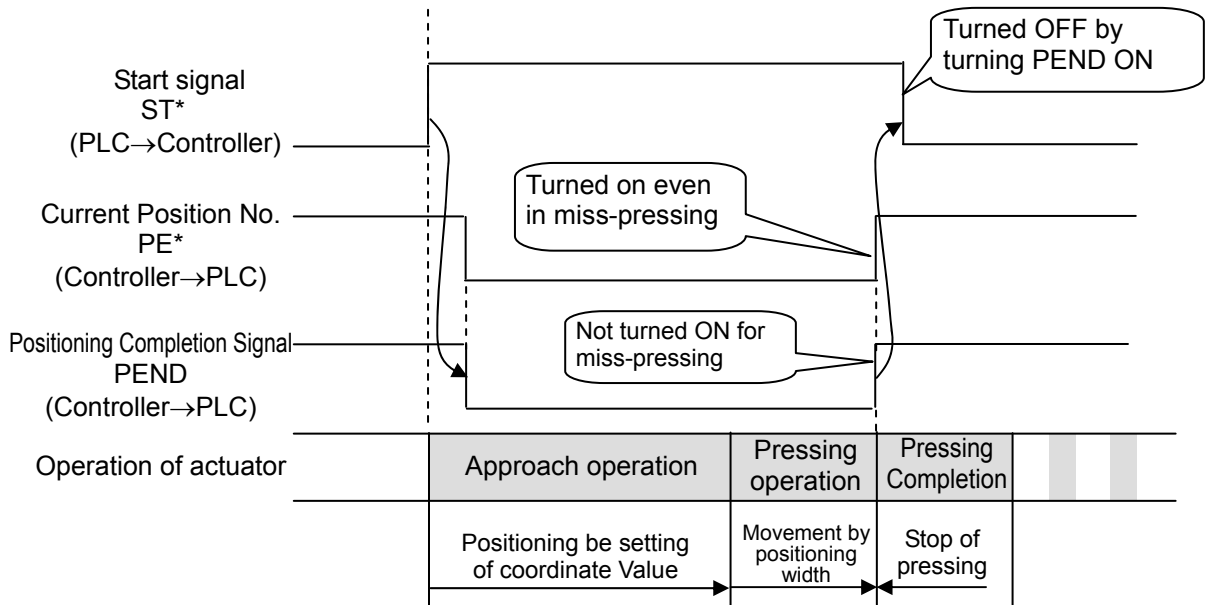 Turned OFF by
turning PEND ON
Start signal
ST*
(PLC→Controller)
Turned on even
in miss-pressing
Current Position No.
PE*
(Controller→PLC)
Not turned ON for
miss-pressing
Positioning Completion Signal
PEND
(Controller→PLC)
Operation of actuator
Approach operation
Pressing
operation
Pressing
Completion
Positioning be setting
of coordinate Value
Movement by
positioning
width
Stop of
pressing